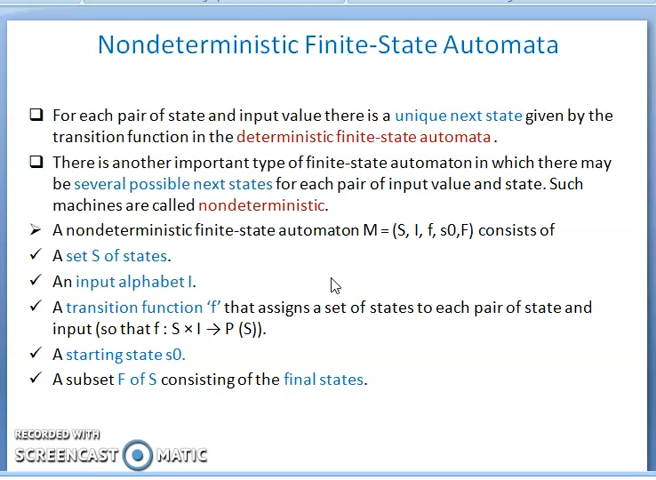 Nondeterministic Finite-State Automata
For each pair of state and input value there is a unique next state given by the
transition function in the deterministic finite-state automata.
There is another important type of finite-state automaton in which there may
be several possible next states for each pair of input value and state. Such
machines are called nondeterministic.
A nondeterministic finite-state automaton M = (S, I, f, s0,F) consists of
A set S of states.
An input alphabet I.
A transition function ‘f’ that assigns a set of states to each pair of state and
input (so that f : S × I → P (S)).
A starting state s0.
A subset F of S consisting of the final states.
RECORDED WITH
SCREENCAST MATIC